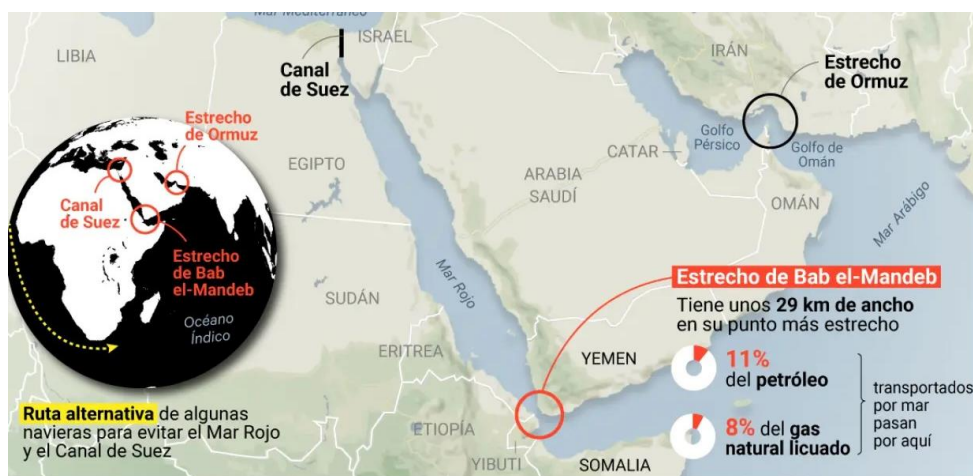 Mar Mediterráneo
LIBIA
Canal
de Suez
ISRAEL
IRÁN
Estrecho
de Ormuz
Estrecho
de Ormuz
Canal
de Suez
Estrecho
de Bab
el-Mandeb
Océano
Índico
EGIPTO
CATAR
Golfo
Pérsico
Golfo de
Omán
ARABIA
SAUDÍ
OMÁN
Mar Arábigo
Mar Rojo
SUDÁN
ERITREA
YEMEN
ETIOPÍA
YIBUTI
SOMALIA
Estrecho de Bab el-Mandeb
Tiene unos 29 km de ancho
en su punto más estrecho
11%
del petróleo
8% del gas
natural licuado
transportados
por mar
pasan
por aquí
Ruta alternativa de algunas
navieras para evitar el Mar Rojo
y el Canal de Suez